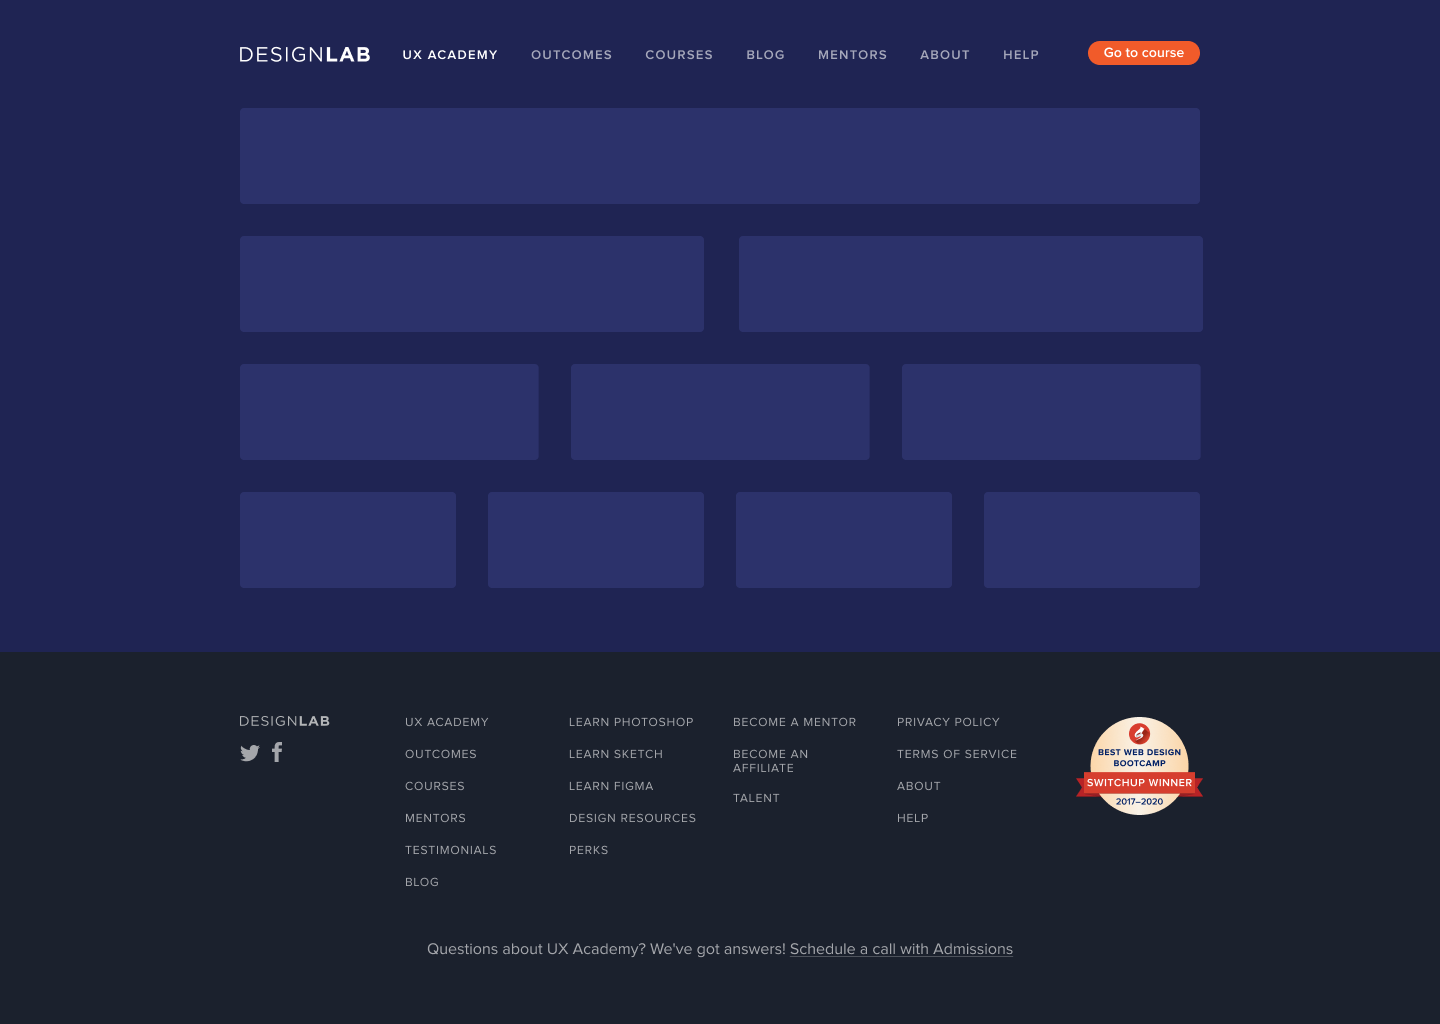 DESIGNLAB UX ACADEMY OUTCOMES COURSES BLOG MENTORS ABOUT HELP Go to course
DESIGNLAB
UX ACADEMY
OUTCOMES
COURSES
MENTORS
TESTIMONIALS
BLOG
LEARN PHOTOSHOP
LEARN SKETCH
LEARN FIGMA
DESIGN RESOURCES
PERKS
BECOME A MENTOR
BECOME AN
AFFILIATE
TALENT
PRIVACY POLICY
TERMS OF SERVICE
ABOUT
HELP
BEST WEB DESIGN
BOOTCAMP
SWITCHUP WINNER
2017–2020
Questions about UX Academy? We've got answers! Schedule a call with Admissions